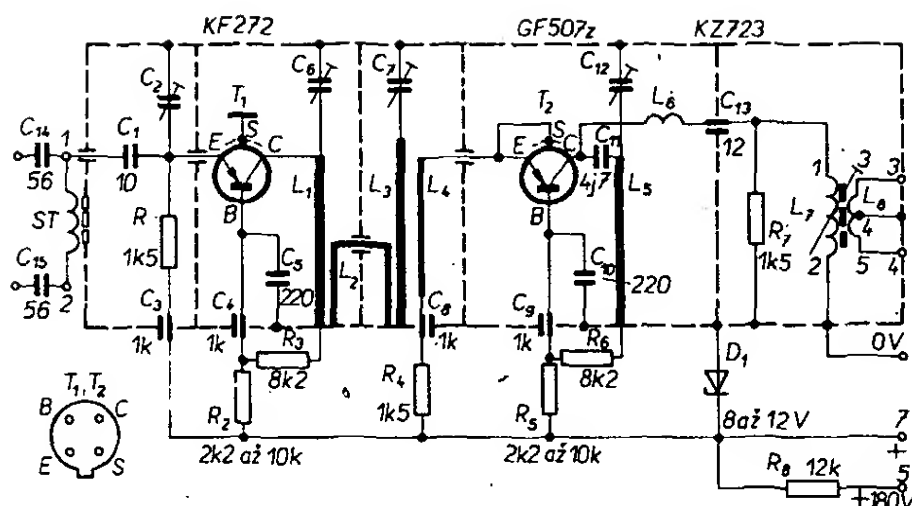 KF272 GF507z KZ723
C2 C6 C7 C12
C14 1 C1 T1 T2 L6 C13
E S C E S C C11
56 10 4j7 12
ST R L1 L3 L4 L5 1 3 3
B B R7 L7 L8 4
C15 1k5 C5 L2 C10 1k5 2 5 4
56 2 220 220
C3 C4 C8 C9
1k 1k R3 1k 1k R6 0V
8k2 R4 8k2 D1
T1, T2 1k5
B C R2 R5 8až 12V 7
2k2 až 10k 2k2 až 10k +
E S R8 12k 5
+180V